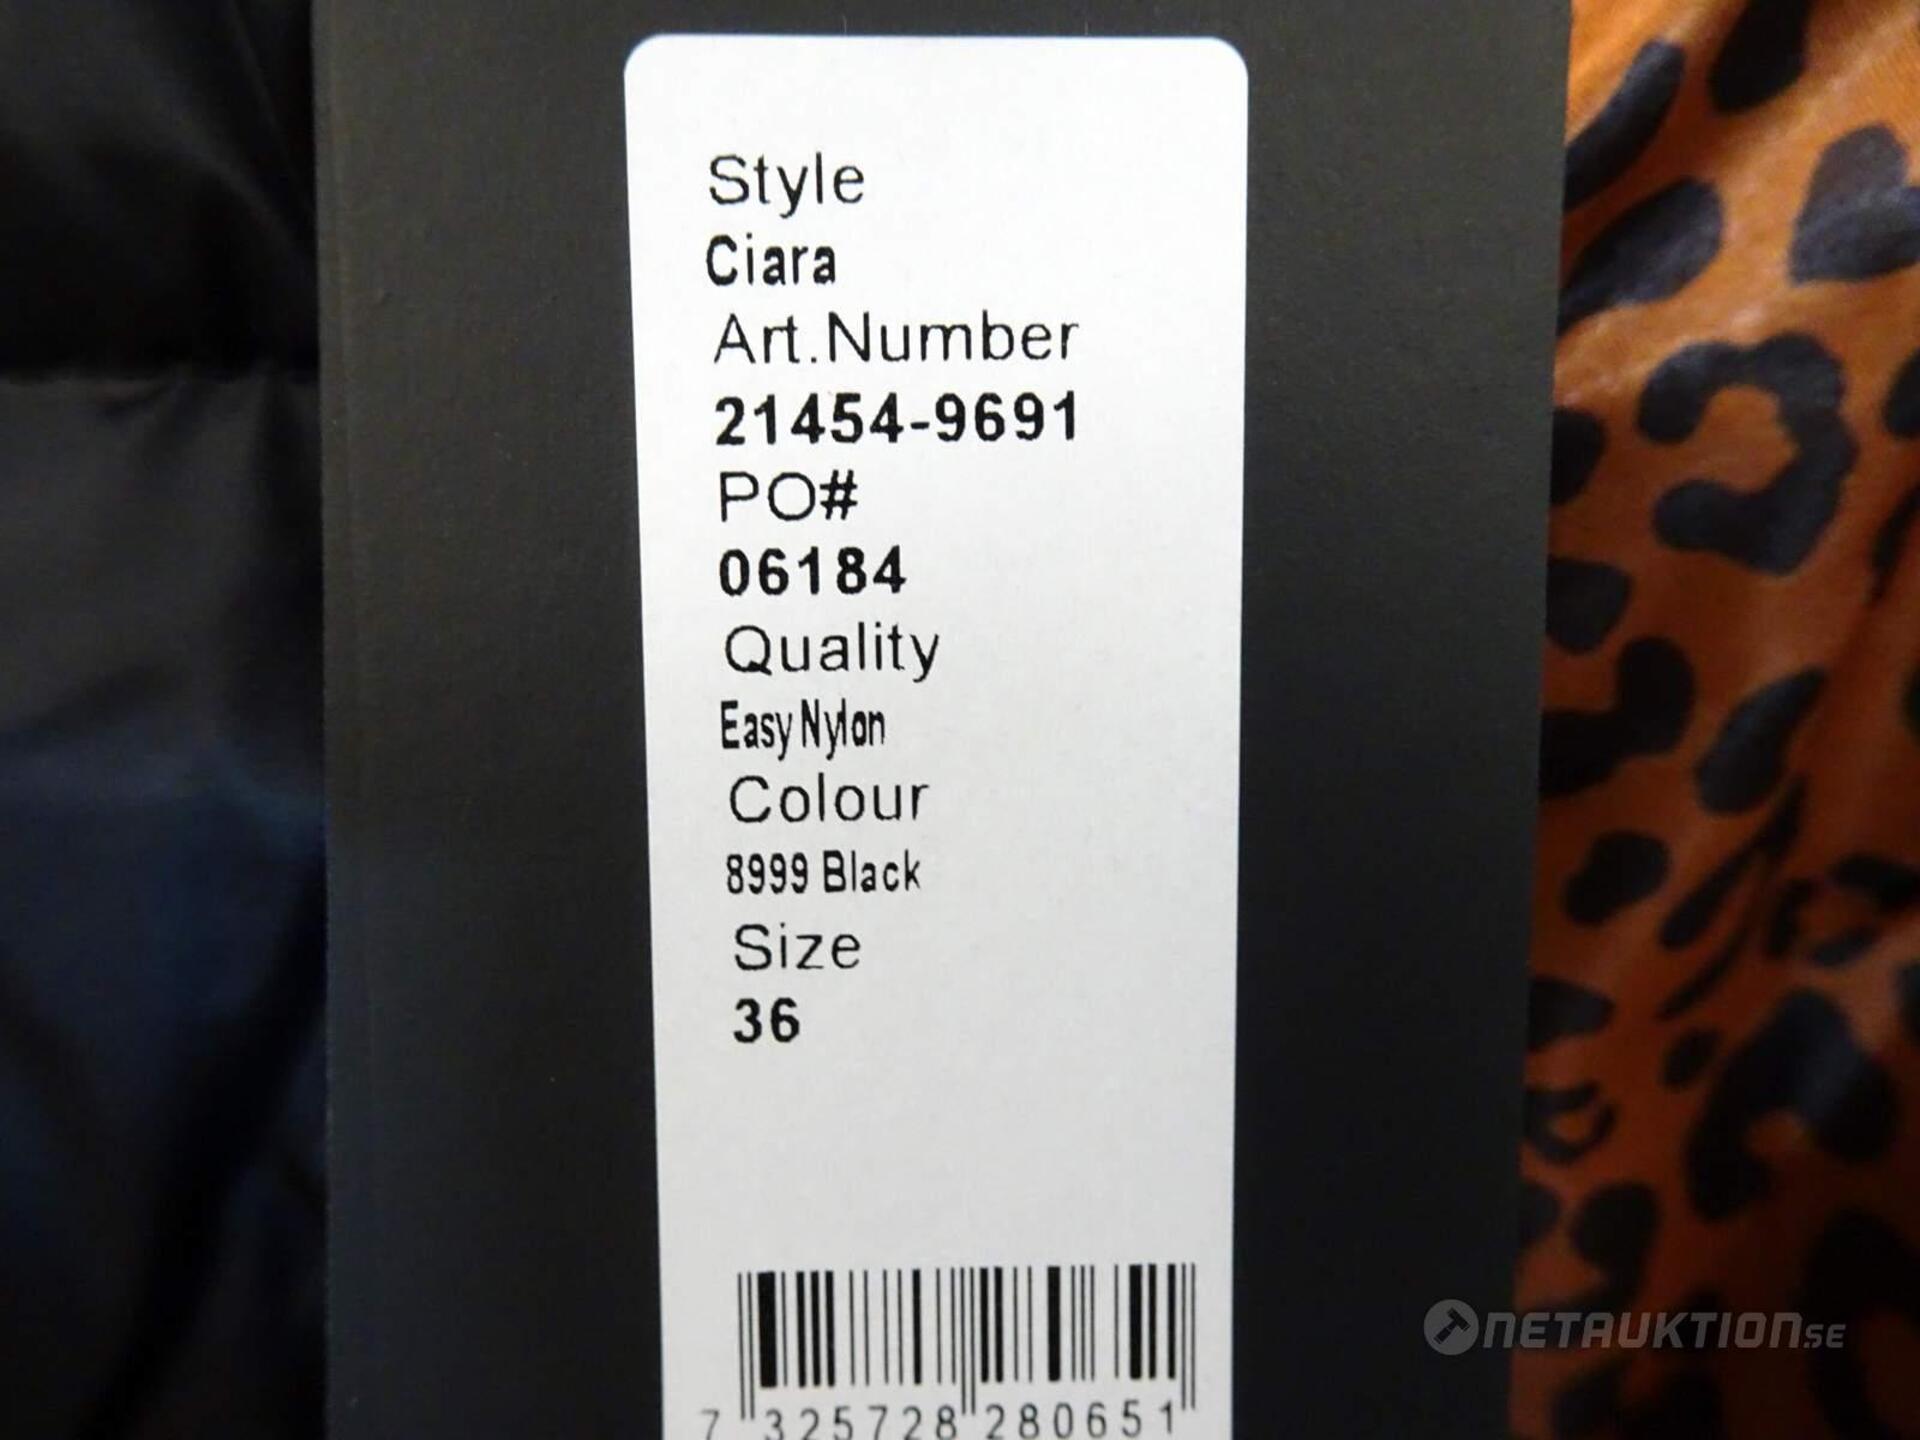 Style
Ciara
Art.Number
21454-9691
PO#
06184
Quality
Easy Nylon
Colour
8999 Black
Size
36
7 325728 280651
NETAUKTION.SE